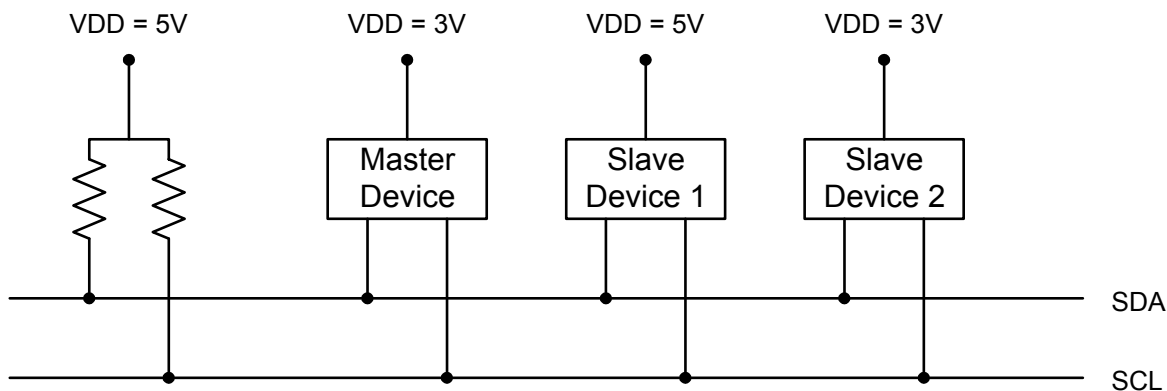 VDD = 5V
VDD = 3V
VDD = 5V
VDD = 3V
Master
Device
Slave
Device 1
Slave
Device 2
SDA
SCL